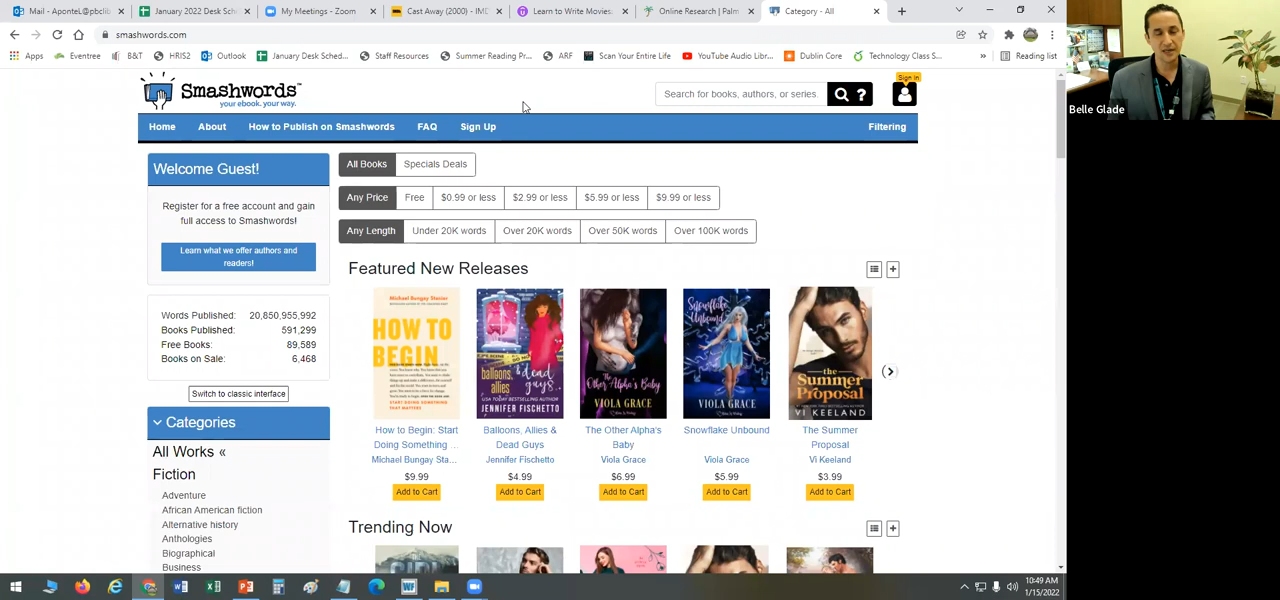 Mail - AponteL@pbclib
January 2022 Desk Sch
My Meetings - Zoom
Cast Away (2000) - IMD
Learn to Write Movies
Online Research | Palm
Category - All
smashwords.com
Apps
Eventree
B&T
HRIS2
Outlook
January Desk Sched...
Staff Resources
Summer Reading Pr...
ARF
Scan Your Entire Life
YouTube Audio Libr...
Dublin Core
Technology Class S...
Reading list
Belle Glade
Smashwords™
your ebook. your way.
Search for books, authors, or series.
?
Sign In
Home
About
How to Publish on Smashwords
FAQ
Sign Up
Filtering
Welcome Guest!
Register for a free account and gain
full access to Smashwords!
Learn what we offer authors and
readers!
Words Published: 20,850,955,992
Books Published: 591,299
Free Books: 89,589
Books on Sale: 6,468
Switch to classic interface
Categories
All Works «
Fiction
Adventure
African American fiction
Alternative history
Anthologies
Biographical
Business
All Books
Specials Deals
Any Price
Free
$0.99 or less
$2.99 or less
$5.99 or less
$9.99 or less
Any Length
Under 20K words
Over 20K words
Over 50K words
Over 100K words
Featured New Releases
Michael Bungay Stanier
HOW TO
BEGIN
START DOING
SOMETHING
THAT MATTERS
balloons,
allies
& dead
guys
JENNIFER FISCHETTO
The Other Alpha's
Baby
VIOLA GRACE
Snowflake
Unbound
VIOLA GRACE
the
Summer
Proposal
VI KEELAND
How to Begin: Start
Doing Something ...
Michael Bungay Sta...
$9.99
Add to Cart
Balloons, Allies &
Dead Guys
Jennifer Fischetto
$4.99
Add to Cart
The Other Alpha's
Baby
Viola Grace
$6.99
Add to Cart
Snowflake Unbound
Viola Grace
$5.99
Add to Cart
The Summer
Proposal
Vi Keeland
$3.99
Add to Cart
Trending Now
10:49 AM
1/15/2022